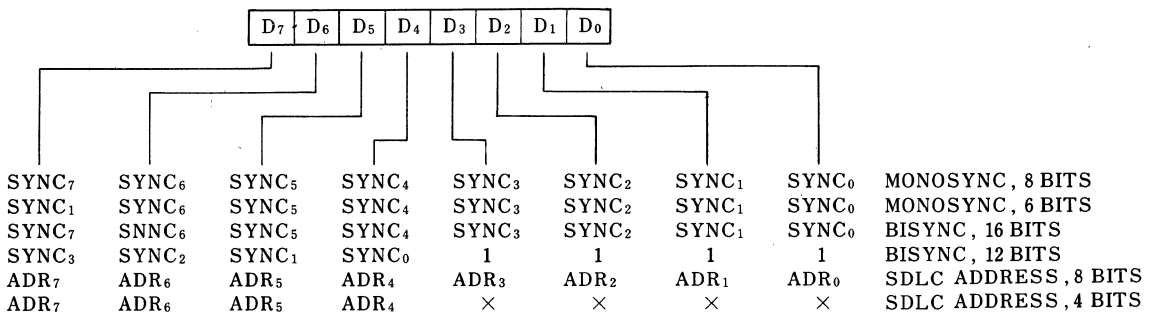 D₇ D₆ D₅ D₄ D₃ D₂ D₁ D₀
SYNC₇ SYNC₆ SYNC₅ SYNC₄ SYNC₃ SYNC₂ SYNC₁ SYNC₀ MONOSYNC, 8 BITS
SYNC₁ SYNC₆ SYNC₅ SYNC₄ SYNC₃ SYNC₂ SYNC₁ SYNC₀ MONOSYNC, 6 BITS
SYNC₇ SNNC₆ SYNC₅ SYNC₄ SYNC₃ SYNC₂ SYNC₁ SYNC₀ BISYNC, 16 BITS
SYNC₃ SYNC₂ SYNC₁ SYNC₀ 1 1 1 1 BISYNC, 12 BITS
ADR₇ ADR₆ ADR₅ ADR₄ ADR₃ ADR₂ ADR₁ ADR₀ SDLC ADDRESS, 8 BITS
ADR₇ ADR₆ ADR₅ ADR₄ × × × × SDLC ADDRESS, 4 BITS